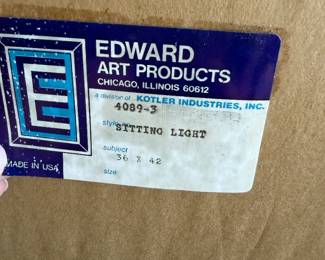 EDWARD
ART PRODUCTS
CHICAGO, ILLINOIS 60612
a division of KOTLER INDUSTRIES, INC.
4089-3
style no.
SITTING LIGHT
subject
36 X 42
size
MADE IN USA